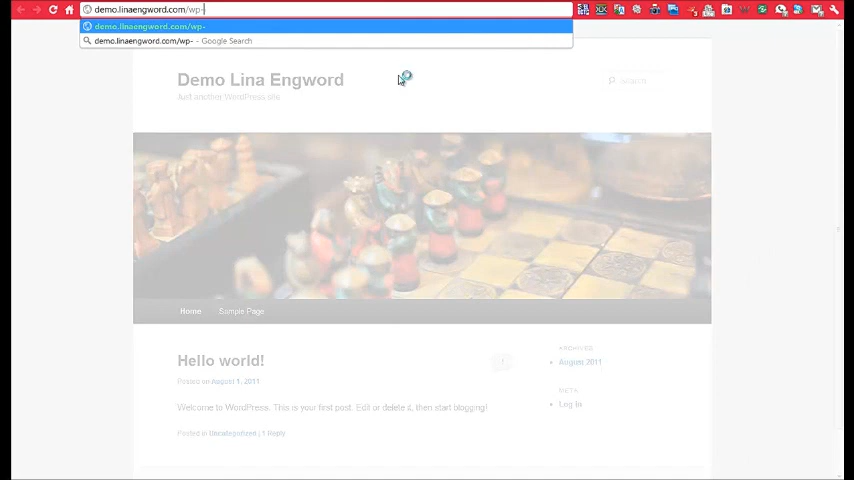 demo.linaengword.com/wp-
demo.linaengword.com/wp-
demo.linaengword.com/wp- - Google Search
Demo Lina Engword
Search
Just another WordPress site
Home Sample Page
Hello world!
Posted on August 1, 2011
Welcome to WordPress. This is your first post. Edit or delete it, then start blogging!
Posted in Uncategorized | 1 Reply
ARCHIVES
August 2011
META
Log In